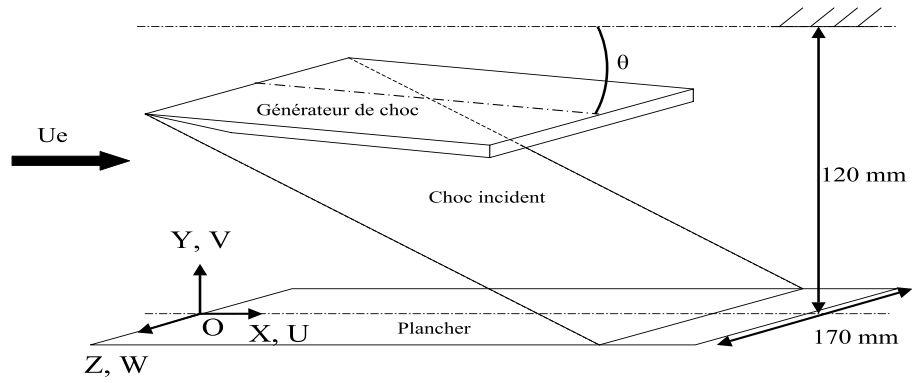 θ
Générateur de choc
Ue
120 mm
Choc incident
Y, V
O
X, U
Plancher
170 mm
Z, W